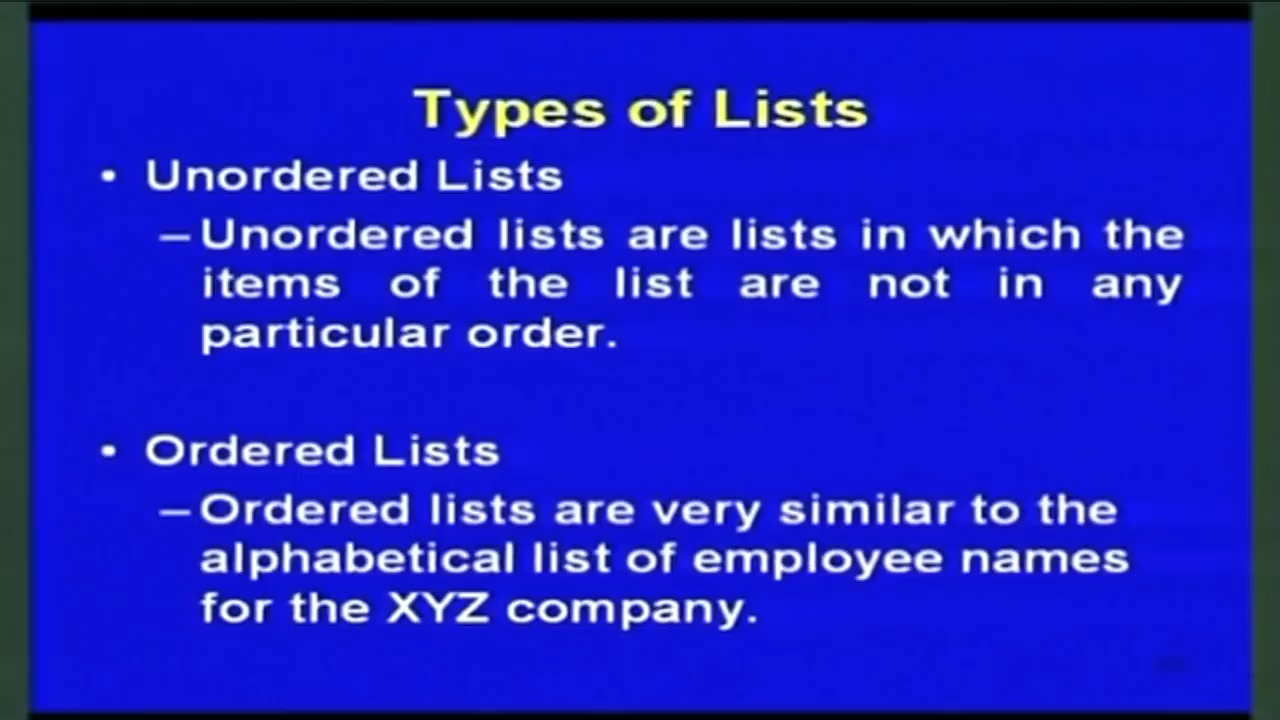 Types of Lists
• Unordered Lists
– Unordered lists are lists in which the
items of the list are not in any
particular order.
• Ordered Lists
– Ordered lists are very similar to the
alphabetical list of employee names
for the XYZ company.